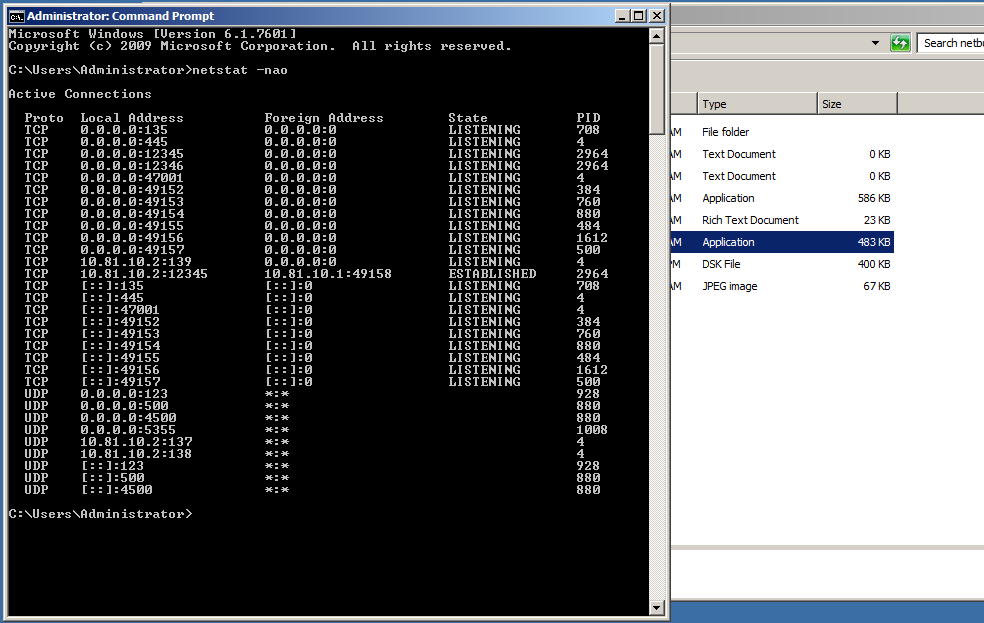 Administrator: Command Prompt
Microsoft Windows [Version 6.1.7601]
Copyright (c) 2009 Microsoft Corporation.  All rights reserved.
C:\Users\Administrator>netstat -nao
Active Connections
Proto  Local Address          Foreign Address        State           PID
TCP    0.0.0.0:135            0.0.0.0:0              LISTENING       708
TCP    0.0.0.0:445            0.0.0.0:0              LISTENING       4
TCP    0.0.0.0:12345          0.0.0.0:0              LISTENING       2964
TCP    0.0.0.0:12346          0.0.0.0:0              LISTENING       2964
TCP    0.0.0.0:47001          0.0.0.0:0              LISTENING       4
TCP    0.0.0.0:49152          0.0.0.0:0              LISTENING       384
TCP    0.0.0.0:49153          0.0.0.0:0              LISTENING       760
TCP    0.0.0.0:49154          0.0.0.0:0              LISTENING       880
TCP    0.0.0.0:49155          0.0.0.0:0              LISTENING       484
TCP    0.0.0.0:49156          0.0.0.0:0              LISTENING       1612
TCP    0.0.0.0:49157          0.0.0.0:0              LISTENING       500
TCP    10.81.10.2:139         0.0.0.0:0              LISTENING       4
TCP    10.81.10.2:12345       10.81.10.1:49158       ESTABLISHED     2964
TCP    [::]:135               [::]:0                 LISTENING       708
TCP    [::]:445               [::]:0                 LISTENING       4
TCP    [::]:47001             [::]:0                 LISTENING       4
TCP    [::]:49152             [::]:0                 LISTENING       384
TCP    [::]:49153             [::]:0                 LISTENING       760
TCP    [::]:49154             [::]:0                 LISTENING       880
TCP    [::]:49155             [::]:0                 LISTENING       484
TCP    [::]:49156             [::]:0                 LISTENING       1612
TCP    [::]:49157             [::]:0                 LISTENING       500
UDP    0.0.0.0:123            *:*                                    928
UDP    0.0.0.0:500            *:*                                    880
UDP    0.0.0.0:4500           *:*                                    880
UDP    0.0.0.0:5355           *:*                                    1008
UDP    10.81.10.2:137         *:*                                    4
UDP    10.81.10.2:138         *:*                                    4
UDP    [::]:123               *:*                                    928
UDP    [::]:500               *:*                                    880
UDP    [::]:4500              *:*                                    880
C:\Users\Administrator>
Search netbu
Type Size
AM File folder
AM Text Document 0 KB
AM Text Document 0 KB
AM Application 586 KB
AM Rich Text Document 23 KB
AM Application 483 KB
PM DSK File 400 KB
AM JPEG image 67 KB